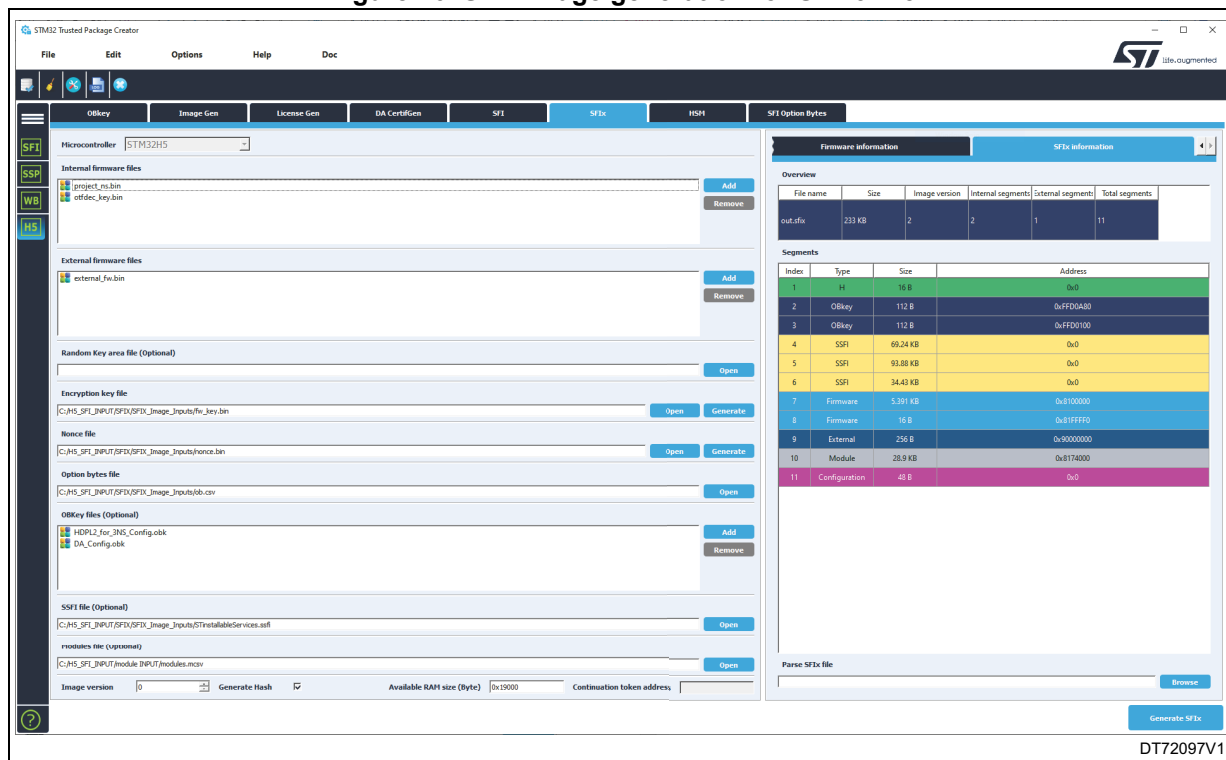 STM32 Trusted Package Creator
File Edit Options Help Doc
life.augmented
OBkey Image Gen License Gen DA CertifGen SFI SFIx HSM SFI Option Bytes
SFI
SSP
WB
H5
Microcontroller STM32H5
Internal firmware files
project_ns.bin
otfdec_key.bin
Add
Remove
External firmware files
external_fw.bin
Add
Remove
Random Key area file (Optional)
Open
Encryption key file
C:/H5_SFI_INPUT/SFIX/SFIX_Image_Inputs/fw_key.bin Open Generate
Nonce file
C:/H5_SFI_INPUT/SFIX/SFIX_Image_Inputs/nonce.bin Open Generate
Option bytes file
C:/H5_SFI_INPUT/SFIX/SFIX_Image_Inputs/ob.csv Open
OBKey files (Optional)
HDPL2_for_3NS_Config.obk
DA_Config.obk
Add
Remove
SSFI file (Optional)
C:/H5_SFI_INPUT/SFIX/SFIX_Image_Inputs/STinstallableServices.ssfi Open
Modules file (Optional)
C:/H5_SFI_INPUT/module INPUT/modules.mcsv Open
Image version 0 Generate Hash Available RAM size (Byte) 0x19000 Continuation token address
Firmware information SFIx information
Overview
File name Size Image version Internal segments External segments Total segments
out.sfix 233 KB 2 2 1 11
Segments
Index Type Size Address
1 H 16 B 0x0
2 OBkey 112 B 0xFFD0A80
3 OBkey 112 B 0xFFD0100
4 SSFI 69.24 KB 0x0
5 SSFI 93.88 KB 0x0
6 SSFI 34.43 KB 0x0
7 Firmware 5.391 KB 0x8100000
8 Firmware 16 B 0x81FFFF0
9 External 256 B 0x90000000
10 Module 28.9 KB 0x8174000
11 Configuration 48 B 0x0
Parse SFIx file
Browse
Generate SFIx
DT72097V1